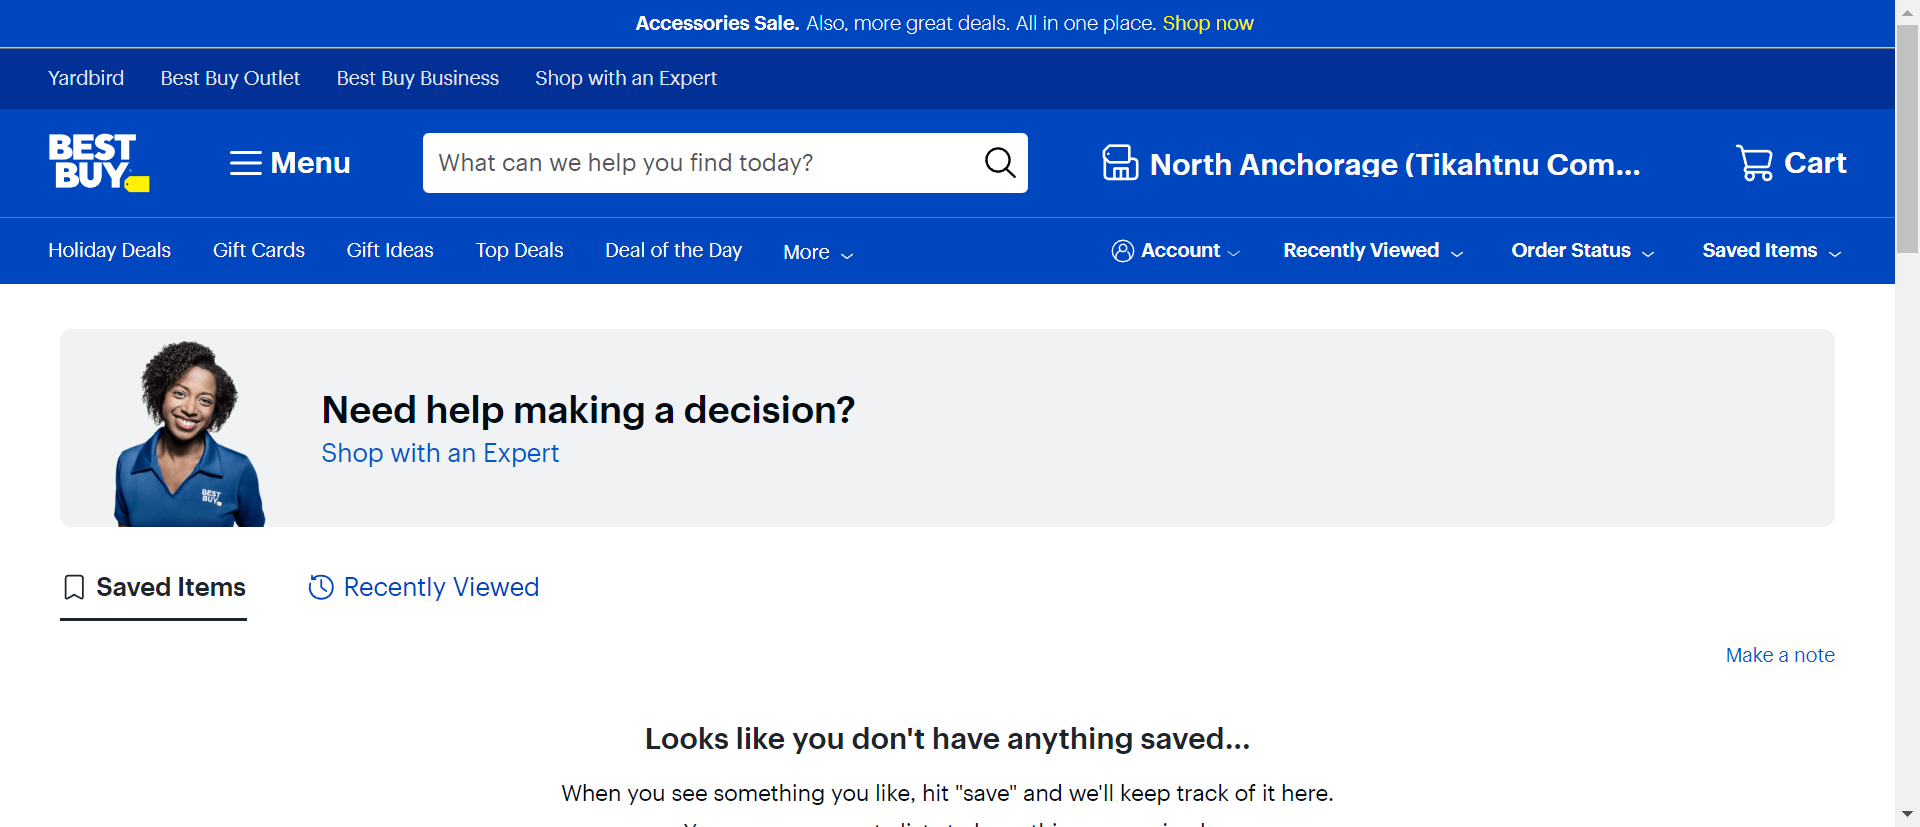 Accessories Sale. Also, more great deals. All in one place. Shop now
Yardbird Best Buy Outlet Best Buy Business Shop with an Expert
BEST
BUY
Menu
What can we help you find today?
North Anchorage (Tikahtnu Com...
Cart
Holiday Deals Gift Cards Gift Ideas Top Deals Deal of the Day More Account Recently Viewed Order Status Saved Items
Need help making a decision?
Shop with an Expert
BEST
BUY
Saved Items Recently Viewed
Make a note
Looks like you don't have anything saved...
When you see something you like, hit "save" and we'll keep track of it here.